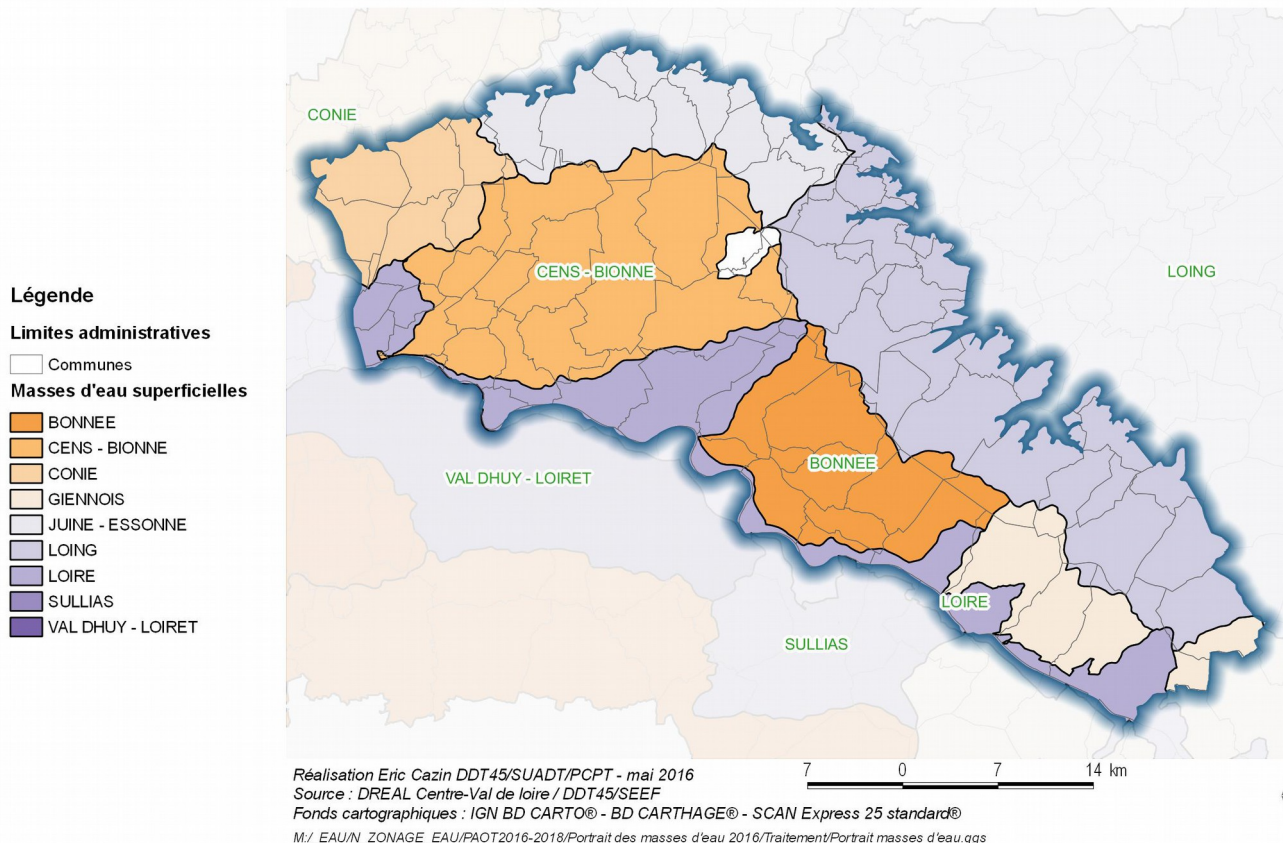 CONIE
CENS - BIONNE
LOING
VAL DHUY - LOIRET
BONNEE
LOIRE
SULLIAS
Légende
Limites administratives
Communes
Masses d'eau superficielles
BONNEE
CENS - BIONNE
CONIE
GIENNOIS
JUINE - ESSONNE
LOING
LOIRE
SULLIAS
VAL DHUY - LOIRET
7 0 7 14 km
Réalisation Eric Cazin DDT45/SUADT/PCPT - mai 2016
Source : DREAL Centre-Val de loire / DDT45/SEEF
Fonds cartographiques : IGN BD CARTO® - BD CARTHAGE® - SCAN Express 25 standard®
M:/_EAU/N_ZONAGE_EAU/PAOT2016-2018/Portrait des masses d'eau 2016/Traitement/Portrait masses d'eau.qgs